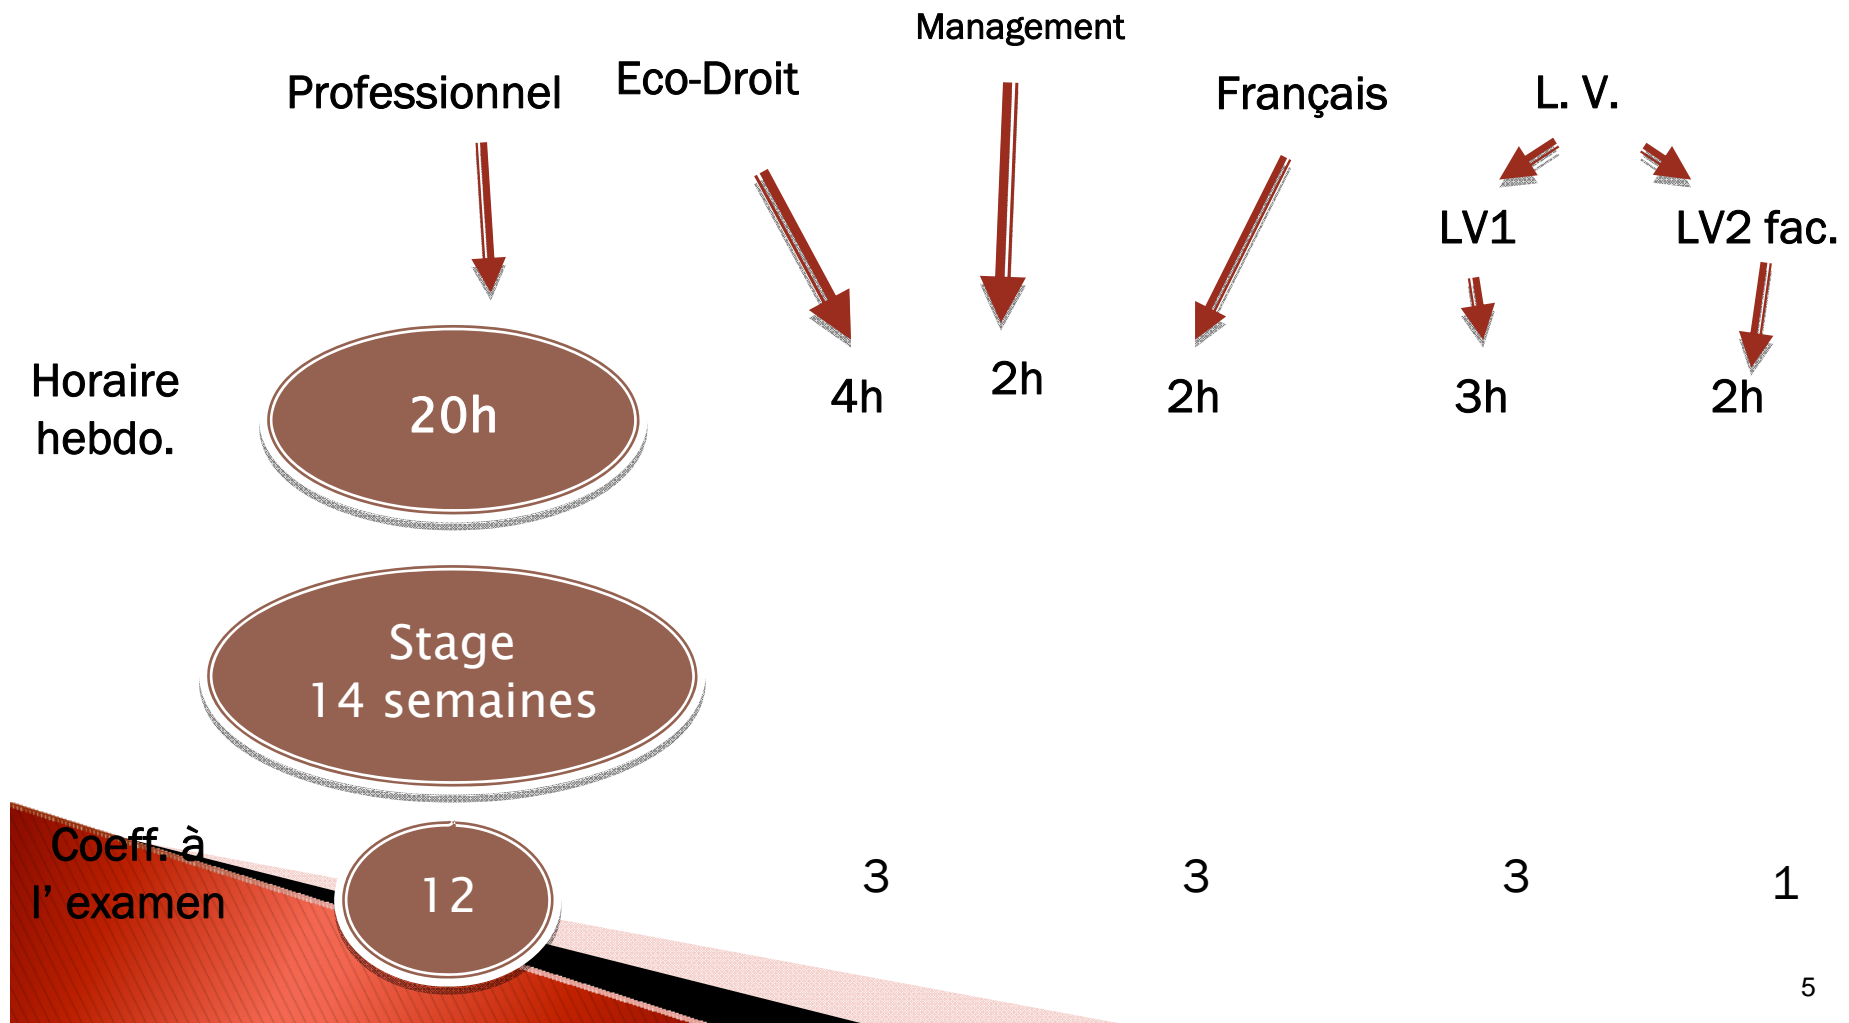 Management
Professionnel
Eco-Droit
Français
L. V.
LV1
LV2 fac.
Horaire
hebdo.
20h
4h
2h
2h
3h
2h
Stage
14 semaines
Coeff. à
l’ examen
12
3
3
3
1
5